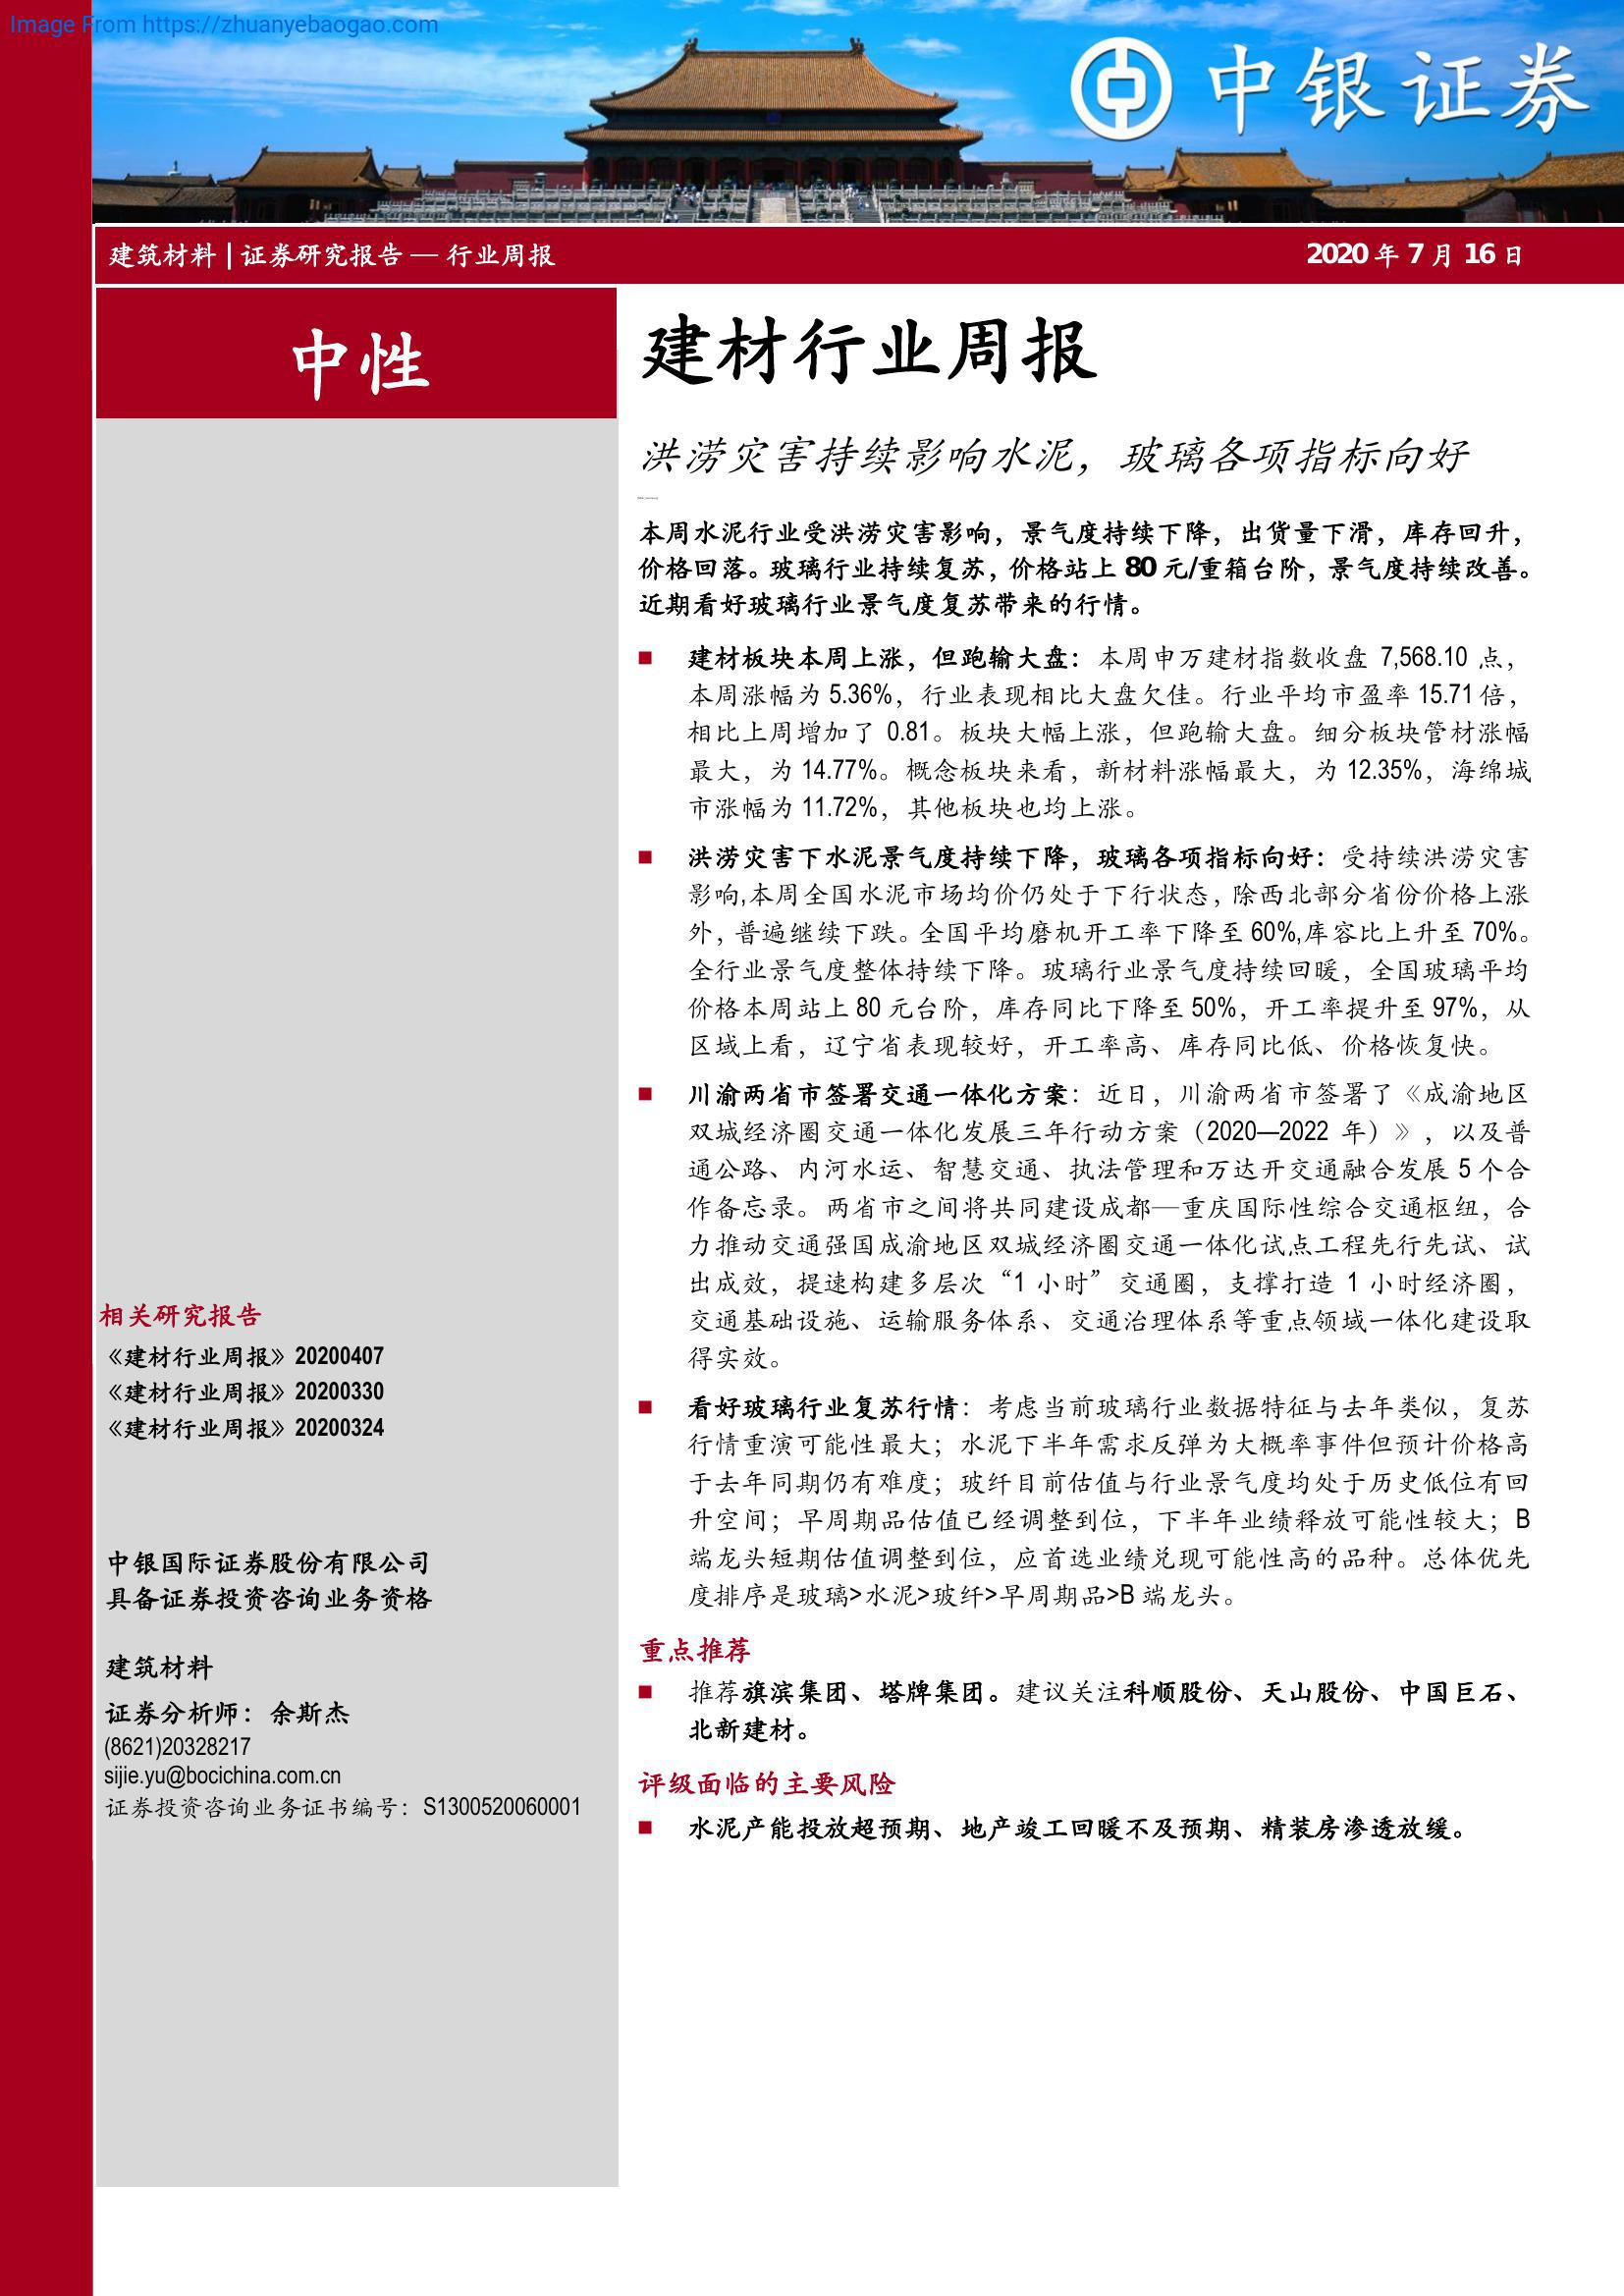 Image From https://zhuanyebaogao.com
中银证券
建筑材料 | 证券研究报告 — 行业周报
2020 年 7 月 16 日
中性
建材行业周报
洪涝灾害持续影响水泥，玻璃各项指标向好
本周水泥行业受洪涝灾害影响，景气度持续下降，出货量下滑，库存回升，
价格回落。玻璃行业持续复苏，价格站上 80 元/重箱台阶，景气度持续改善。
近期看好玻璃行业景气度复苏带来的行情。
■ 建材板块本周上涨，但跑输大盘：本周申万建材指数收盘 7,568.10 点，
本周涨幅为 5.36%，行业表现相比大盘欠佳。行业平均市盈率 15.71 倍，
相比上周增加了 0.81。板块大幅上涨，但跑输大盘。细分板块管材涨幅
最大，为 14.77%。概念板块来看，新材料涨幅最大，为 12.35%，海绵城
市涨幅为 11.72%，其他板块也均上涨。
■ 洪涝灾害下水泥景气度持续下降，玻璃各项指标向好：受持续洪涝灾害
影响,本周全国水泥市场均价仍处于下行状态，除西北部分省份价格上涨
外，普遍继续下跌。全国平均磨机开工率下降至 60%,库容比上升至 70%。
全行业景气度整体持续下降。玻璃行业景气度持续回暖，全国玻璃平均
价格本周站上 80 元台阶，库存同比下降至 50%，开工率提升至 97%，从
区域上看，辽宁省表现较好，开工率高、库存同比低、价格恢复快。
■ 川渝两省市签署交通一体化方案：近日，川渝两省市签署了《成渝地区
双城经济圈交通一体化发展三年行动方案（2020—2022 年）》，以及普
通公路、内河水运、智慧交通、执法管理和万达开交通融合发展 5 个合
作备忘录。两省市之间将共同建设成都—重庆国际性综合交通枢纽，合
力推动交通强国成渝地区双城经济圈交通一体化试点工程先行先试、试
出成效，提速构建多层次“1 小时”交通圈，支撑打造 1 小时经济圈，
交通基础设施、运输服务体系、交通治理体系等重点领域一体化建设取
得实效。
■ 看好玻璃行业复苏行情：考虑当前玻璃行业数据特征与去年类似，复苏
行情重演可能性最大；水泥下半年需求反弹为大概率事件但预计价格高
于去年同期仍有难度；玻纤目前估值与行业景气度均处于历史低位有回
升空间；早周期品估值已经调整到位，下半年业绩释放可能性较大；B
端龙头短期估值调整到位，应首选业绩兑现可能性高的品种。总体优先
度排序是玻璃>水泥>玻纤>早周期品>B 端龙头。
重点推荐
■ 推荐旗滨集团、塔牌集团。建议关注科顺股份、天山股份、中国巨石、
北新建材。
评级面临的主要风险
■ 水泥产能投放超预期、地产竣工回暖不及预期、精装房渗透放缓。
相关研究报告
《建材行业周报》20200407
《建材行业周报》20200330
《建材行业周报》20200324
中银国际证券股份有限公司
具备证券投资咨询业务资格
建筑材料
证券分析师：余斯杰
(8621)20328217
sijie.yu@bocichina.com.cn
证券投资咨询业务证书编号：S1300520060001